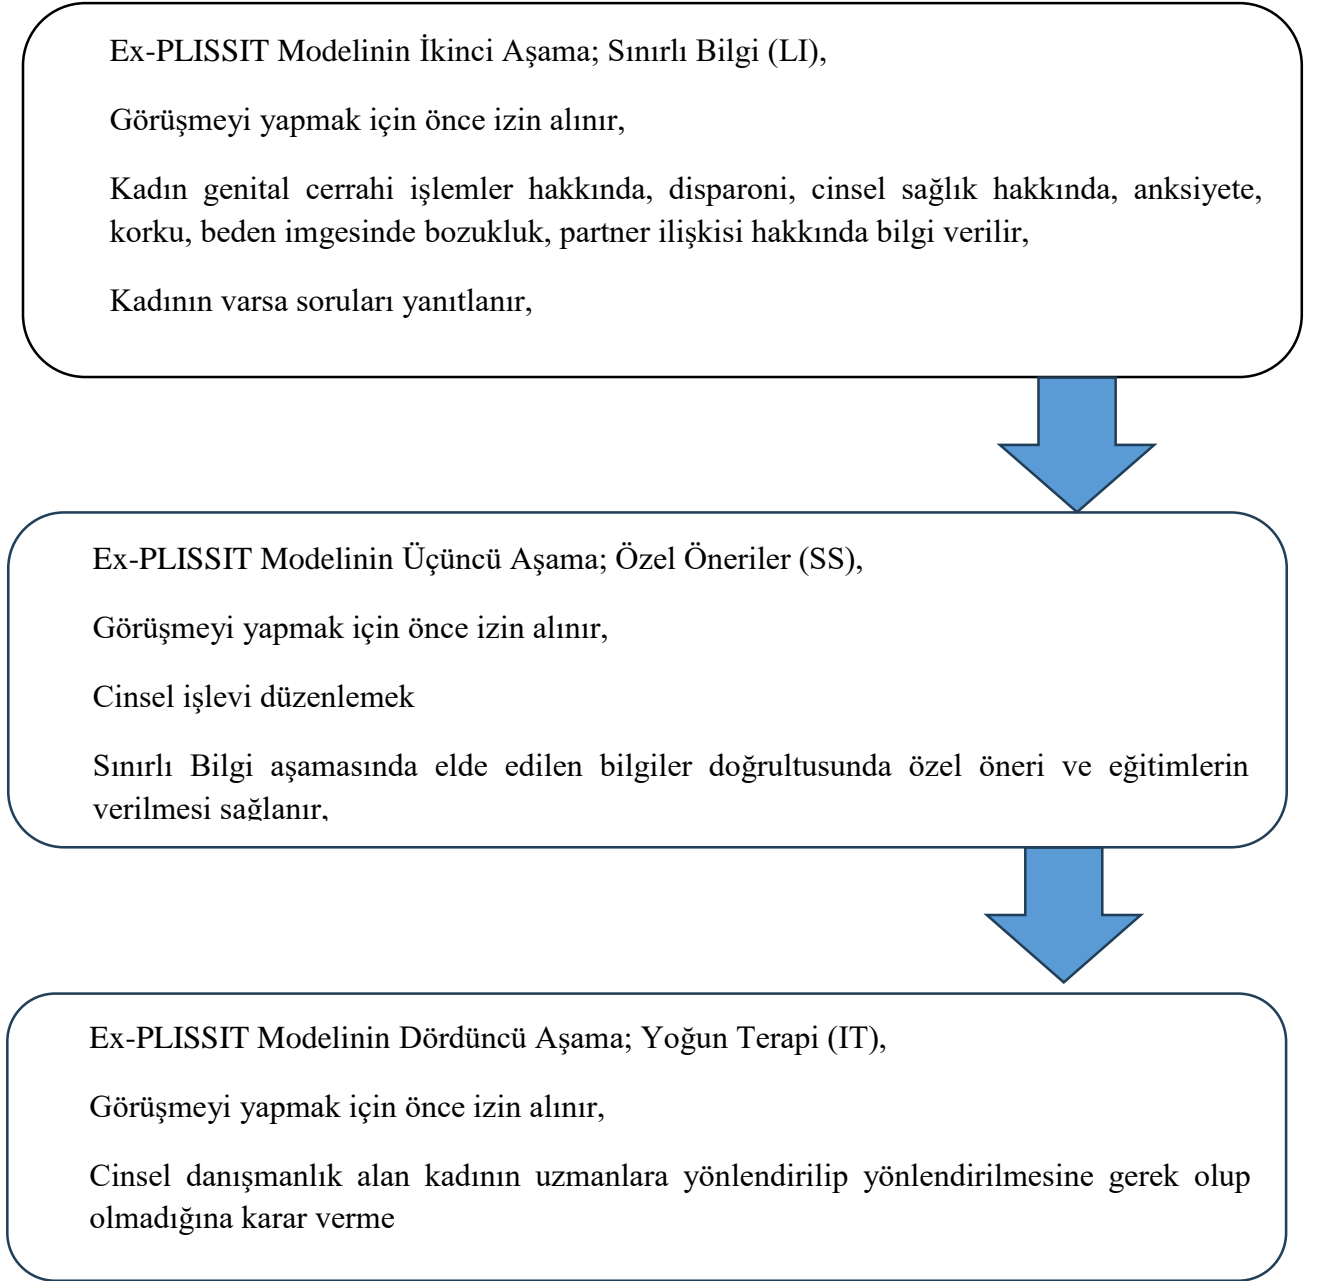 Ex-PLISSIT Modelinin İkinci Aşama; Sınırlı Bilgi (LI),
Görüşmeyi yapmak için önce izin alınır,
Kadın genital cerrahi işlemler hakkında, disparoni, cinsel sağlık hakkında, anksiyete,
korku, beden imgesinde bozukluk, partner ilişkisi hakkında bilgi verilir,
Kadının varsa soruları yanıtlanır,
Ex-PLISSIT Modelinin Üçüncü Aşama; Özel Öneriler (SS),
Görüşmeyi yapmak için önce izin alınır,
Cinsel işlevi düzenlemek
Sınırlı Bilgi aşamasında elde edilen bilgiler doğrultusunda özel öneri ve eğitimlerin
verilmesi sağlanır,
Ex-PLISSIT Modelinin Dördüncü Aşama; Yoğun Terapi (IT),
Görüşmeyi yapmak için önce izin alınır,
Cinsel danışmanlık alan kadının uzmanlara yönlendirilip yönlendirilmesine gerek olup
olmadığına karar verme